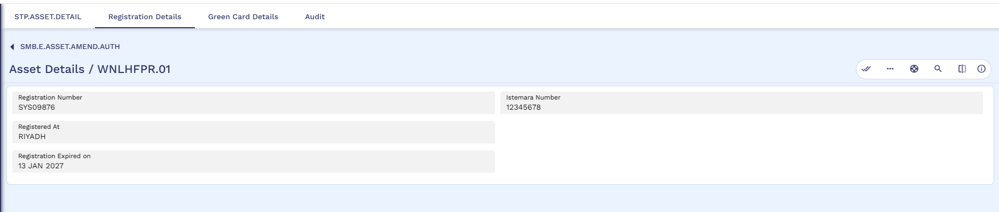 STP.ASSET.DETAIL Registration Details Green Card Details Audit
SMB.E.ASSET.AMEND.AUTH
Asset Details / WNLHFPR.01
Registration Number
SYS09876
Istemara Number
12345678
Registered At
RIYADH
Registration Expired on
13 JAN 2027